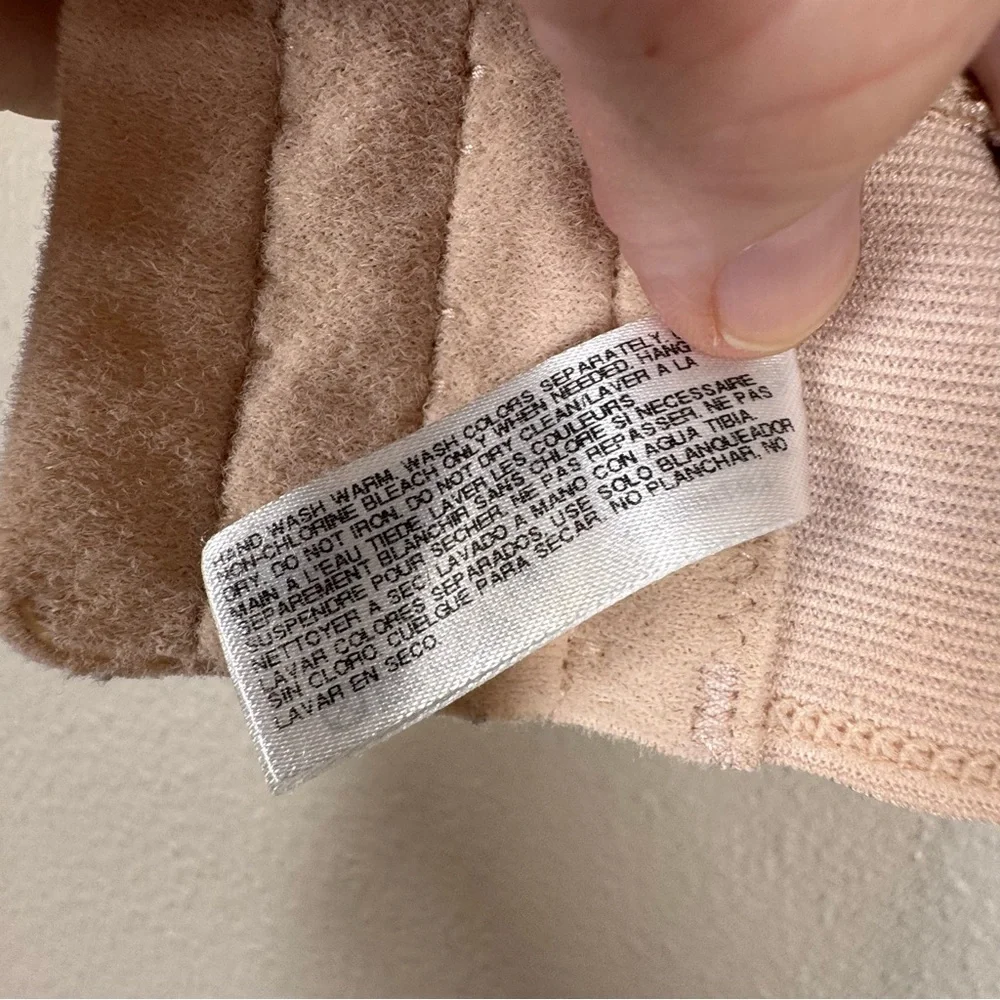 HAND WASH WARM, WASH COLORS SEPARATELY,
NON-CHLORINE BLEACH ONLY WHEN NEEDED, HANG
DRY. DO NOT IRON. DO NOT DRY CLEAN/LAVER A LA
MAIN A L'EAU TIEDE, LAVER LES COULEURS
SEPAREMENT BLANCHIR SANS CHLORE SI NECESSAIRE
SUSPENDRE POUR SECHER, NE PAS REPASSER. NE PAS
NETTOYER A SEC. LAVADO A MANO CON AGUA TIBIA.
LAVAR COLORES SEPARADOS, USE SOLO BLANQUEADOR
SIN CLORO. CUELGUE PARA SECAR, NO PLANCHAR, NO
LAVAR EN SECO